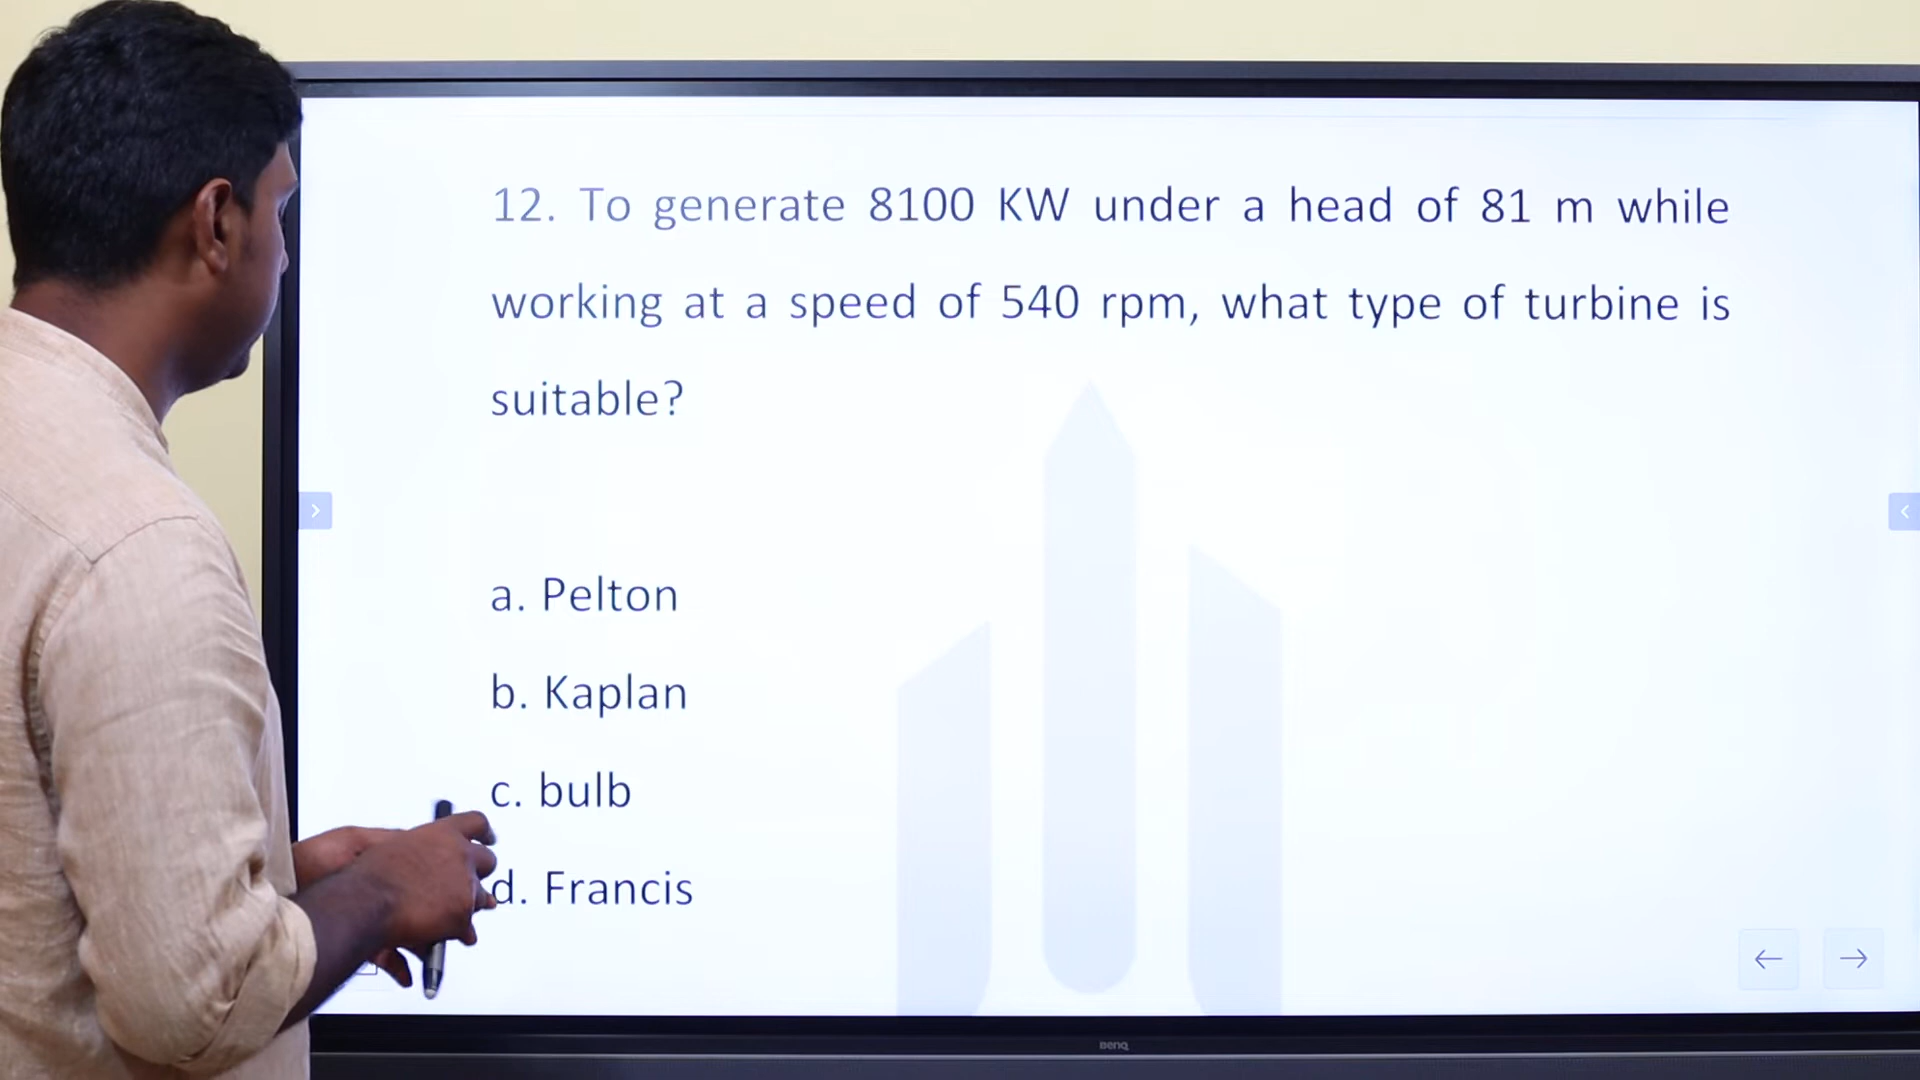 12. To generate 8100 KW under a head of 81 m while
working at a speed of 540 rpm, what type of turbine is
suitable?
a. Pelton
b. Kaplan
c. bulb
d. Francis
BenQ